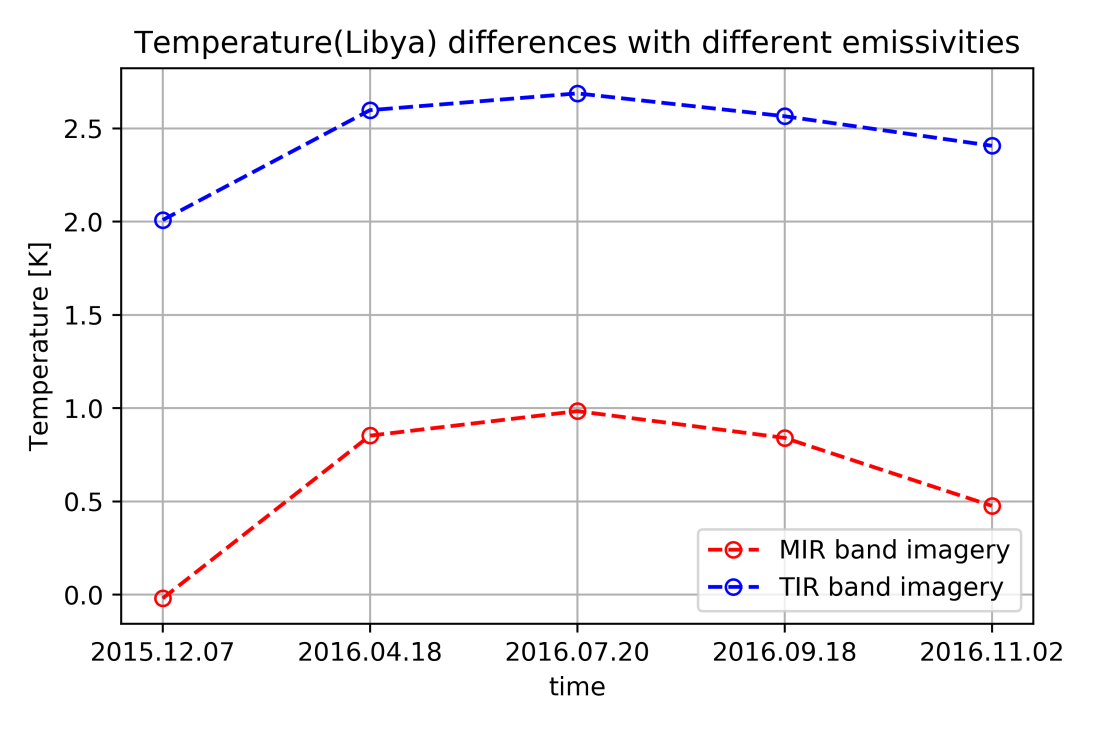 Temperature(Libya) differences with different emissivities
Temperature [K]
2.5
2.0
1.5
1.0
0.5
0.0
MIR band imagery
TIR band imagery
2015.12.07 2016.04.18 2016.07.20 2016.09.18 2016.11.02
time